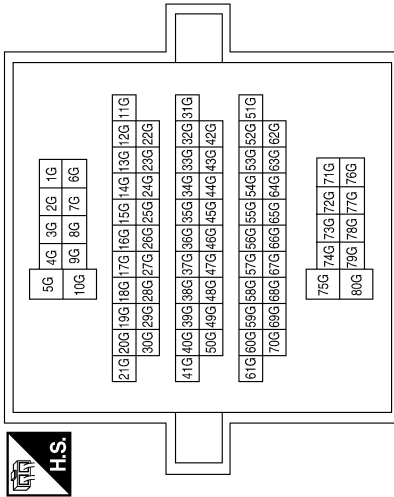 H.S.
5G 4G 3G 2G 1G
10G 9G 8G 7G 6G
21G 20G 19G 18G 17G 16G 15G 14G 13G 12G 11G
30G 29G 28G 27G 26G 25G 24G 23G 22G
41G 40G 39G 38G 37G 36G 35G 34G 33G 32G 31G
50G 49G 48G 47G 46G 45G 44G 43G 42G
61G 60G 59G 58G 57G 56G 55G 54G 53G 52G 51G
70G 69G 68G 67G 66G 65G 64G 63G 62G
75G 74G 73G 72G 71G
80G 79G 78G 77G 76G